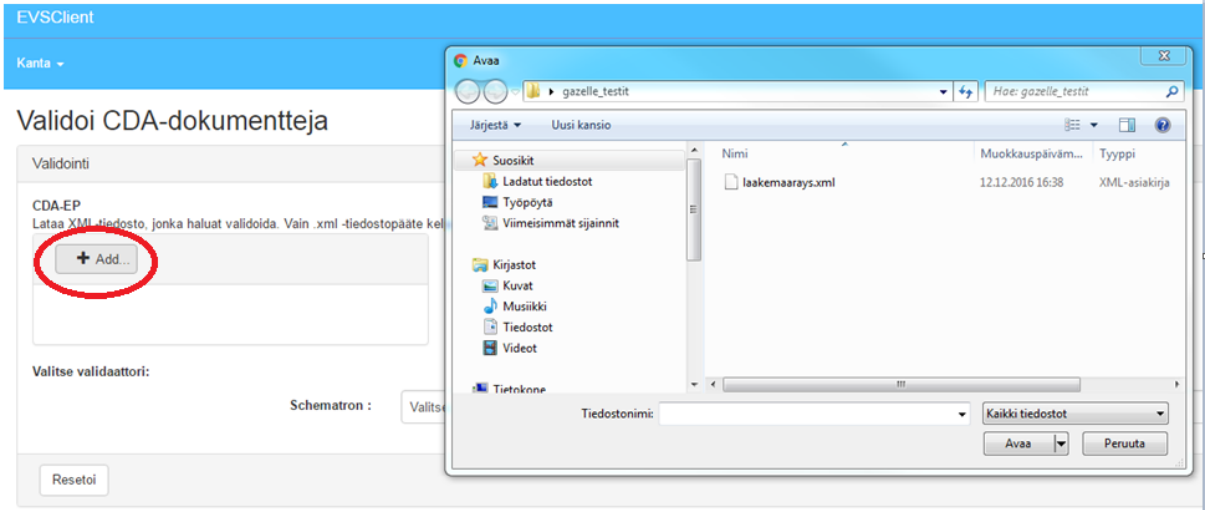 EVSClient
Kanta
Validoi CDA-dokumentteja
Validointi
CDA-EP
Lataa XML-tiedosto, jonka haluat validoida. Vain .xml -tiedostopääte kel
+ Add...
Valitse validaattori:
Schematron :
Valitse
Resetoi
Avaa
gazelle_testit
Hae: gazelle_testit
Järjestä
Uusi kansio
Suosikit
Ladatut tiedostot
Työpöytä
Viimeisimmät sijainnit
Kirjastot
Kuvat
Musiikki
Tiedostot
Videot
Tietokone
Nimi
Muokkauspäiväm...
Tyyppi
laakemaarays.xml
12.12.2016 16:38
XML-asiakirja
Tiedostonimi:
Kaikki tiedostot
Avaa
Peruuta